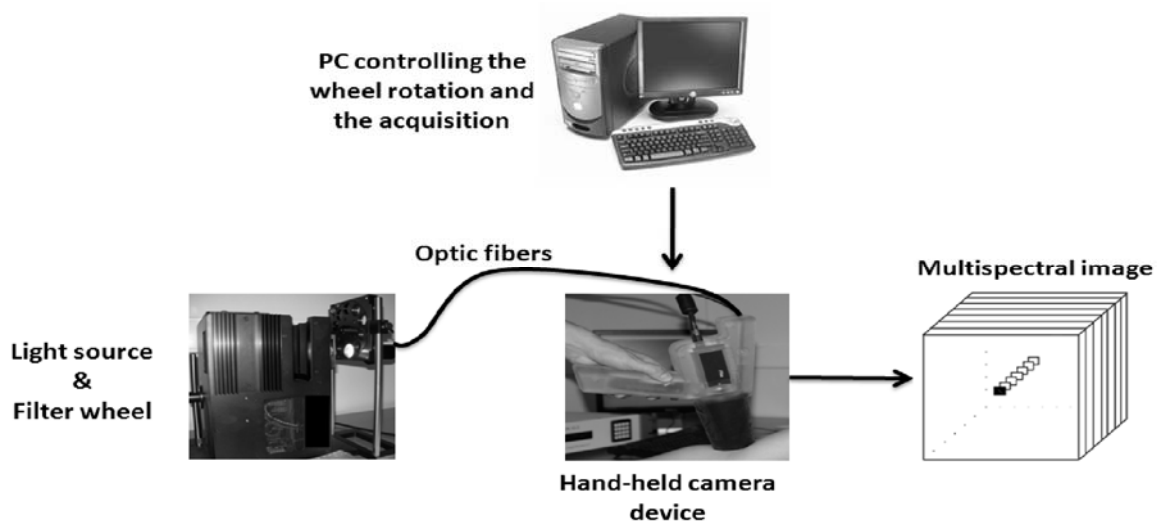 PC controlling the
wheel rotation and
the acquisition
Optic fibers
Multispectral image
Light source
&
Filter wheel
Hand-held camera
device